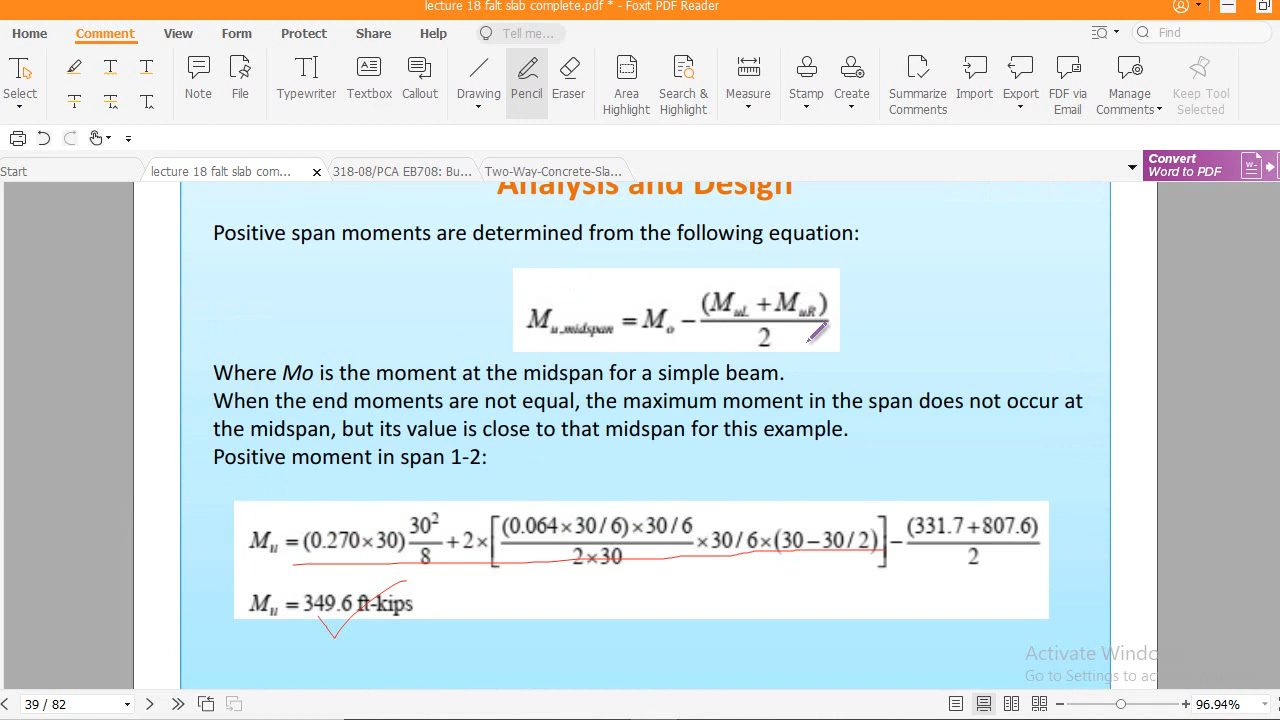 lecture 18 falt slab complete.pdf * - Foxit PDF Reader
Home Comment View Form Protect Share Help Tell me... Find
Select Note File Typewriter Textbox Callout Drawing Pencil Eraser Area Highlight Search & Highlight Measure Stamp Create Summarize Comments Import Export FDF via Email Manage Comments Keep Tool Selected
Start lecture 18 falt slab com... 318-08/PCA EB708: Bu... Two-Way-Concrete-Sla... Convert Word to PDF
Analysis and Design
Positive span moments are determined from the following equation:
M_{u,midspan} = M_o - (M_{uL} + M_{uR}) / 2
Where Mo is the moment at the midspan for a simple beam.
When the end moments are not equal, the maximum moment in the span does not occur at
the midspan, but its value is close to that midspan for this example.
Positive moment in span 1-2:
M_u = (0.270×30) 30²/8 + 2×[(0.064×30/6)×30/6 / 2×30 ×30/6×(30−30/2)] − (331.7+807.6)/2
M_u = 349.6 ft-kips
Activate Windo
Go to Settings to ac
39 / 82 96.94%